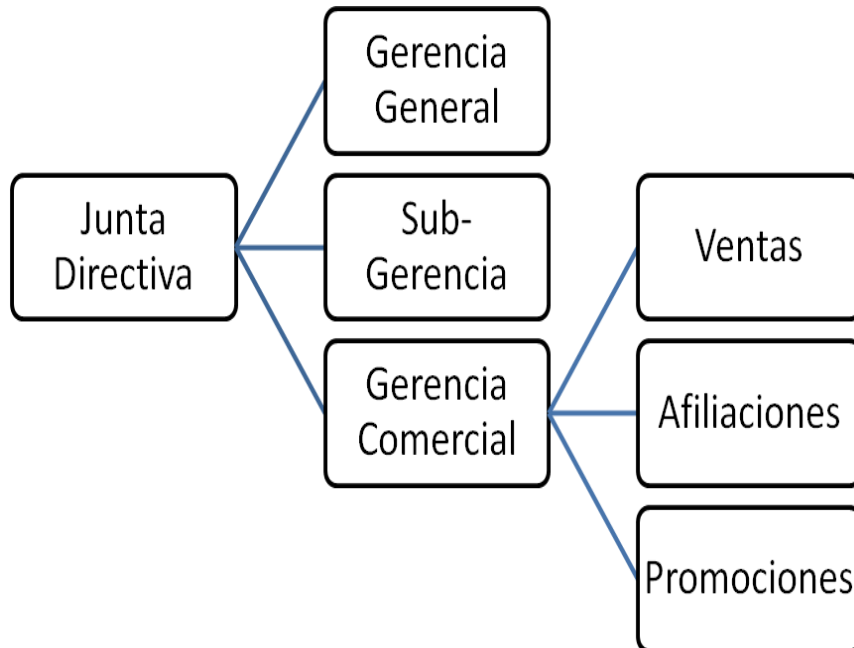 Junta
Directiva
Gerencia
General
Sub-
Gerencia
Gerencia
Comercial
Ventas
Afiliaciones
Promociones